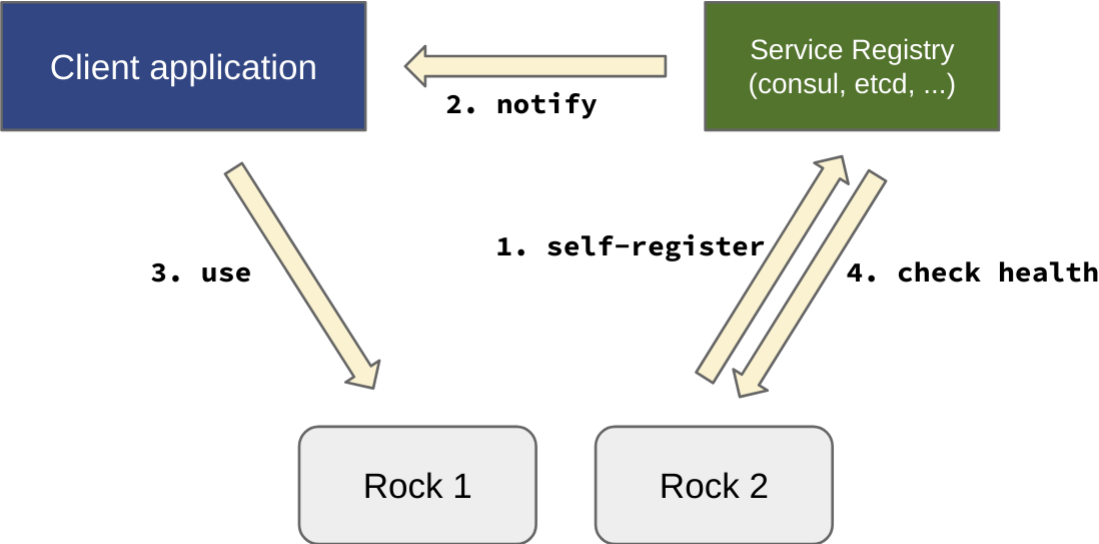 Client application
Service Registry
(consul, etcd, ...)
2. notify
1. self-register
3. use
4. check health
Rock 1
Rock 2